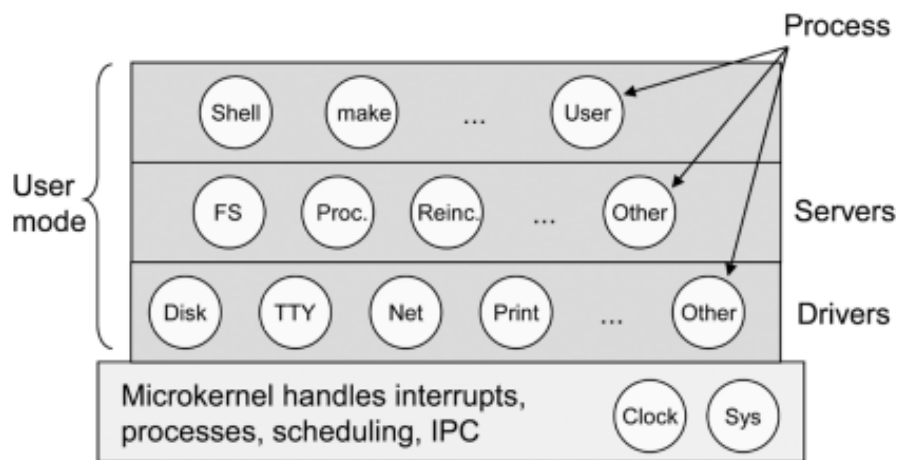 Process
Shell make ... User
User
mode
FS Proc. Reinc. ... Other Servers
Disk TTY Net Print ... Other Drivers
Microkernel handles interrupts,
processes, scheduling, IPC
Clock Sys